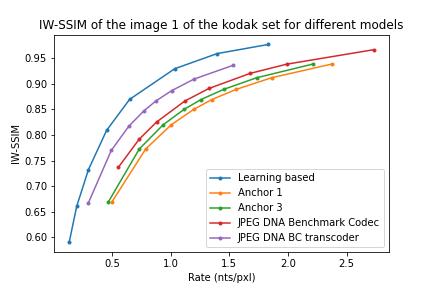 IW-SSIM of the image 1 of the kodak set for different models
IW-SSIM
0.95
0.90
0.85
0.80
0.75
0.70
0.65
0.60
Learning based
Anchor 1
Anchor 3
JPEG DNA Benchmark Codec
JPEG DNA BC transcoder
0.5 1.0 1.5 2.0 2.5
Rate (nts/pxl)